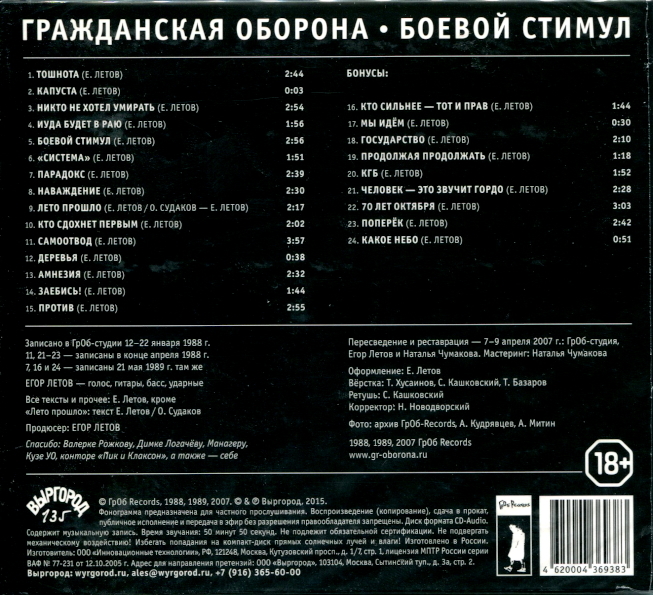 ГРАЖДАНСКАЯ ОБОРОНА • БОЕВОЙ СТИМУЛ
1. ТОШНОТА (Е. ЛЕТОВ) 2:44
2. КАПУСТА (Е. ЛЕТОВ) 0:03
3. НИКТО НЕ ХОТЕЛ УМИРАТЬ (Е. ЛЕТОВ) 2:54
4. ИУДА БУДЕТ В РАЮ (Е. ЛЕТОВ) 1:56
5. БОЕВОЙ СТИМУЛ (Е. ЛЕТОВ) 2:56
6. «СИСТЕМА» (Е. ЛЕТОВ) 1:51
7. ПАРАДОКС (Е. ЛЕТОВ) 2:39
8. НАВАЖДЕНИЕ (Е. ЛЕТОВ) 2:30
9. ЛЕТО ПРОШЛО (Е. ЛЕТОВ / О. СУДАКОВ — Е. ЛЕТОВ) 2:17
10. КТО СДОХНЕТ ПЕРВЫМ (Е. ЛЕТОВ) 2:02
11. САМООТВОД (Е. ЛЕТОВ) 3:57
12. ДЕРЕВЬЯ (Е. ЛЕТОВ) 0:38
13. АМНЕЗИЯ (Е. ЛЕТОВ) 2:32
14. ЗАЕБИСЬ! (Е. ЛЕТОВ) 1:44
15. ПРОТИВ (Е. ЛЕТОВ) 2:55
БОНУСЫ:
16. КТО СИЛЬНЕЕ — ТОТ И ПРАВ (Е. ЛЕТОВ) 1:44
17. МЫ ИДЁМ (Е. ЛЕТОВ) 0:30
18. ГОСУДАРСТВО (Е. ЛЕТОВ) 2:10
19. ПРОДОЛЖАЯ ПРОДОЛЖАТЬ (Е. ЛЕТОВ) 1:18
20. КГБ (Е. ЛЕТОВ) 1:52
21. ЧЕЛОВЕК — ЭТО ЗВУЧИТ ГОРДО (Е. ЛЕТОВ) 2:28
22. 70 ЛЕТ ОКТЯБРЯ (Е. ЛЕТОВ) 3:03
23. ПОПЕРЁК (Е. ЛЕТОВ) 2:42
24. КАКОЕ НЕБО (Е. ЛЕТОВ) 0:51
Записано в ГрОб-студии 12–22 января 1988 г.
11, 21–23 — записаны в конце апреля 1988 г.
7, 16 и 24 — записаны 21 мая 1989 г. там же
ЕГОР ЛЕТОВ — голос, гитары, басс, ударные
Все тексты и прочее: Е. Летов, кроме
«Лето прошло»: текст Е. Летов / О. Судаков
Продюсер: ЕГОР ЛЕТОВ
Спасибо: Валерке Рожкову, Димке Логачёву, Манагеру,
Кузе УО, конторе «Пик и Клаксон», а также — себе
Пересведение и реставрация — 7–9 апреля 2007 г.: ГрОб-студия,
Егор Летов и Наталья Чумакова. Мастеринг: Наталья Чумакова
Оформление: Е. Летов
Вёрстка: Т. Хусаинов, С. Кашковский, Т. Базаров
Ретушь: С. Кашковский
Корректор: Н. Новодворский
Фото: архив ГрОб-Records, А. Кудрявцев, А. Митин
1988, 1989, 2007 ГрОб Records
www.gr-oborona.ru
18+
ВЫРГОРОД
135
© ГрОб Records, 1988, 1989, 2007. © & ℗ Выргород, 2015.
Фонограмма предназначена для частного прослушивания. Воспроизведение (копирование), сдача в прокат,
публичное исполнение и передача в эфир без разрешения правообладателя запрещены. Диск формата CD-Audio.
Содержит музыкальную запись. Время звучания: 50 минут 50 секунд. Не подлежит обязательной сертификации. Не подвергать
механическому воздействию! Избегать попадания на компакт-диск прямых солнечных лучей и влаги! Изготовлено в России.
Изготовитель: ООО «Инновационные технологии», РФ, 121248, Москва, Кутузовский просп., д. 1/7, стр. 1, лицензия МПТР России серии
ВАФ № 77-231 от 12.10.2005 г. Адрес для направления претензий: ООО «Выргород», 103104, Москва, Сытинский туп., д. 3а, стр. 2.
Выргород: wyrgorod.ru, ales@wyrgorod.ru, +7 (916) 365-60-00
ГрОб Records
4 620004 369383